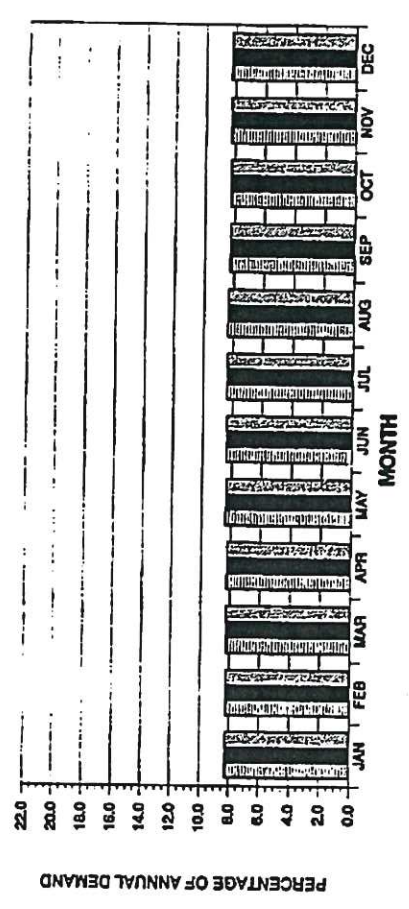 PERCENTAGE OF ANNUAL DEMAND
22.0
20.0
18.0
16.0
14.0
12.0
10.0
8.0
6.0
4.0
2.0
0.0
JAN
FEB
MAR
APR
MAY
JUN
JUL
AUG
SEP
OCT
NOV
DEC
MONTH